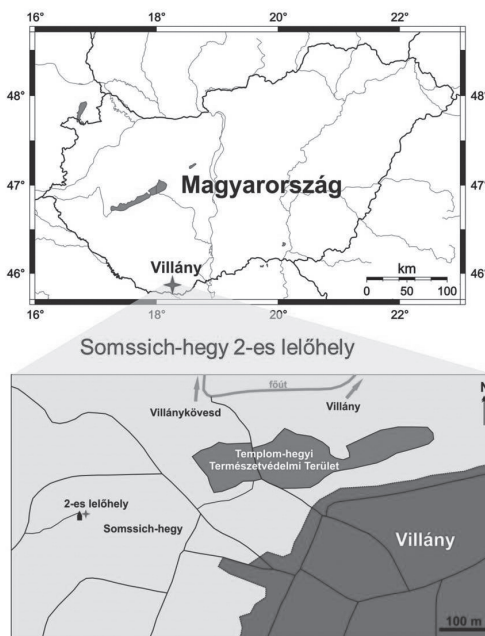 16° 18° 20° 22°
48° 48°
Magyarország
47° 47°
Villány
46° 46°
km
0 50 100
16° 18° 20° 22°
Somssich-hegy 2-es lelőhely
főút
N
Villánykövesd
Villány
Templom-hegyi
Természetvédelmi Terület
2-es lelőhely
Somssich-hegy
Villány
100 m